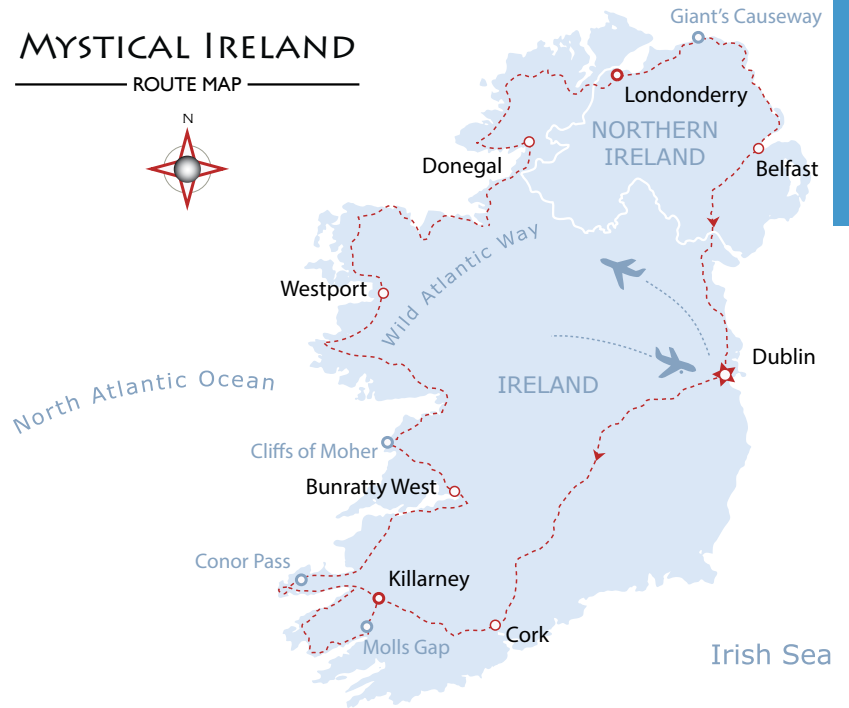 MYSTICAL IRELAND
ROUTE MAP
N
Giant's Causeway
Londonderry
NORTHERN
IRELAND
Donegal
Belfast
Wild Atlantic Way
Westport
Dublin
IRELAND
North Atlantic Ocean
Cliffs of Moher
Bunratty West
Conor Pass
Killarney
Cork
Molls Gap
Irish Sea